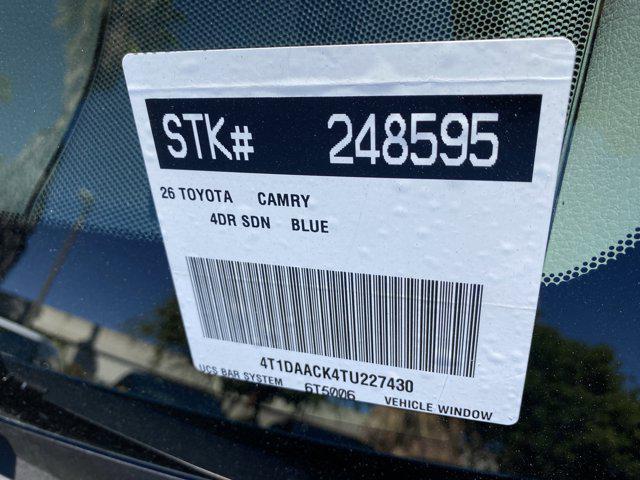 STK# 248595
26 TOYOTA CAMRY
4DR SDN BLUE
4T1DAACK4TU227430
UCS BAR SYSTEM 6T5006 VEHICLE WINDOW